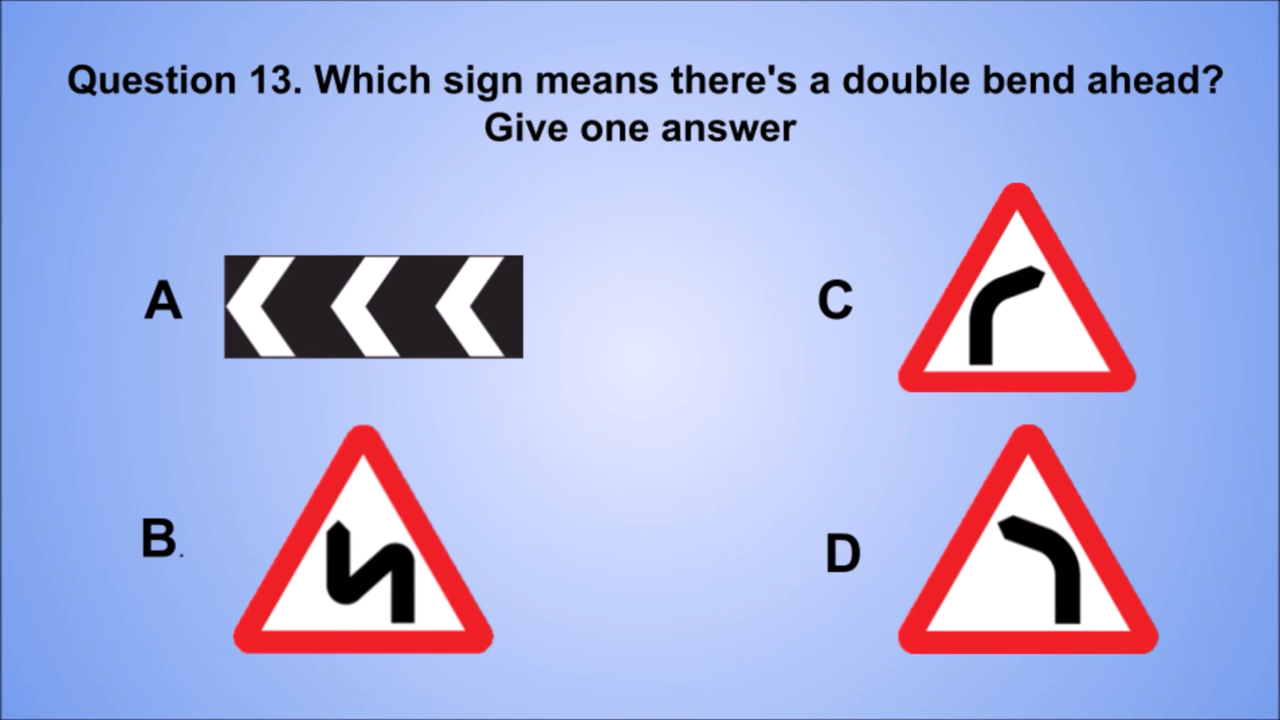 Question 13. Which sign means there's a double bend ahead?
Give one answer
A
C
B.
D